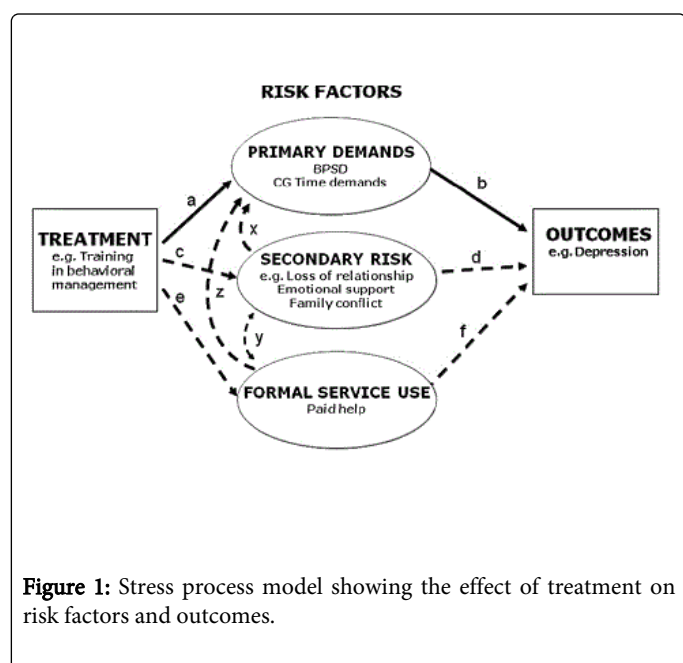 RISK FACTORS
PRIMARY DEMANDS
BPSD
CG Time demands
a
b
x
TREATMENT
e.g. Training
in behavioral
management
c
SECONDARY RISK
e.g. Loss of relationship
Emotional support
Family conflict
d
OUTCOMES
e.g. Depression
e
z
y
f
FORMAL SERVICE USE
Paid help
Figure 1: Stress process model showing the effect of treatment on
risk factors and outcomes.